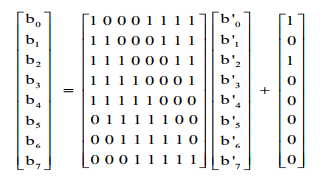 b₀ 1 0 0 0 1 1 1 1 b'₀ 1
b₁ 1 1 0 0 0 1 1 1 b'₁ 0
b₂ 1 1 1 0 0 0 1 1 b'₂ 1
b₃ 1 1 1 1 0 0 0 1 b'₃ 0
b₄ = 1 1 1 1 1 0 0 0 b'₄ + 0
b₅ 0 1 1 1 1 1 0 0 b'₅ 0
b₆ 0 0 1 1 1 1 1 0 b'₆ 0
b₇ 0 0 0 1 1 1 1 1 b'₇ 0